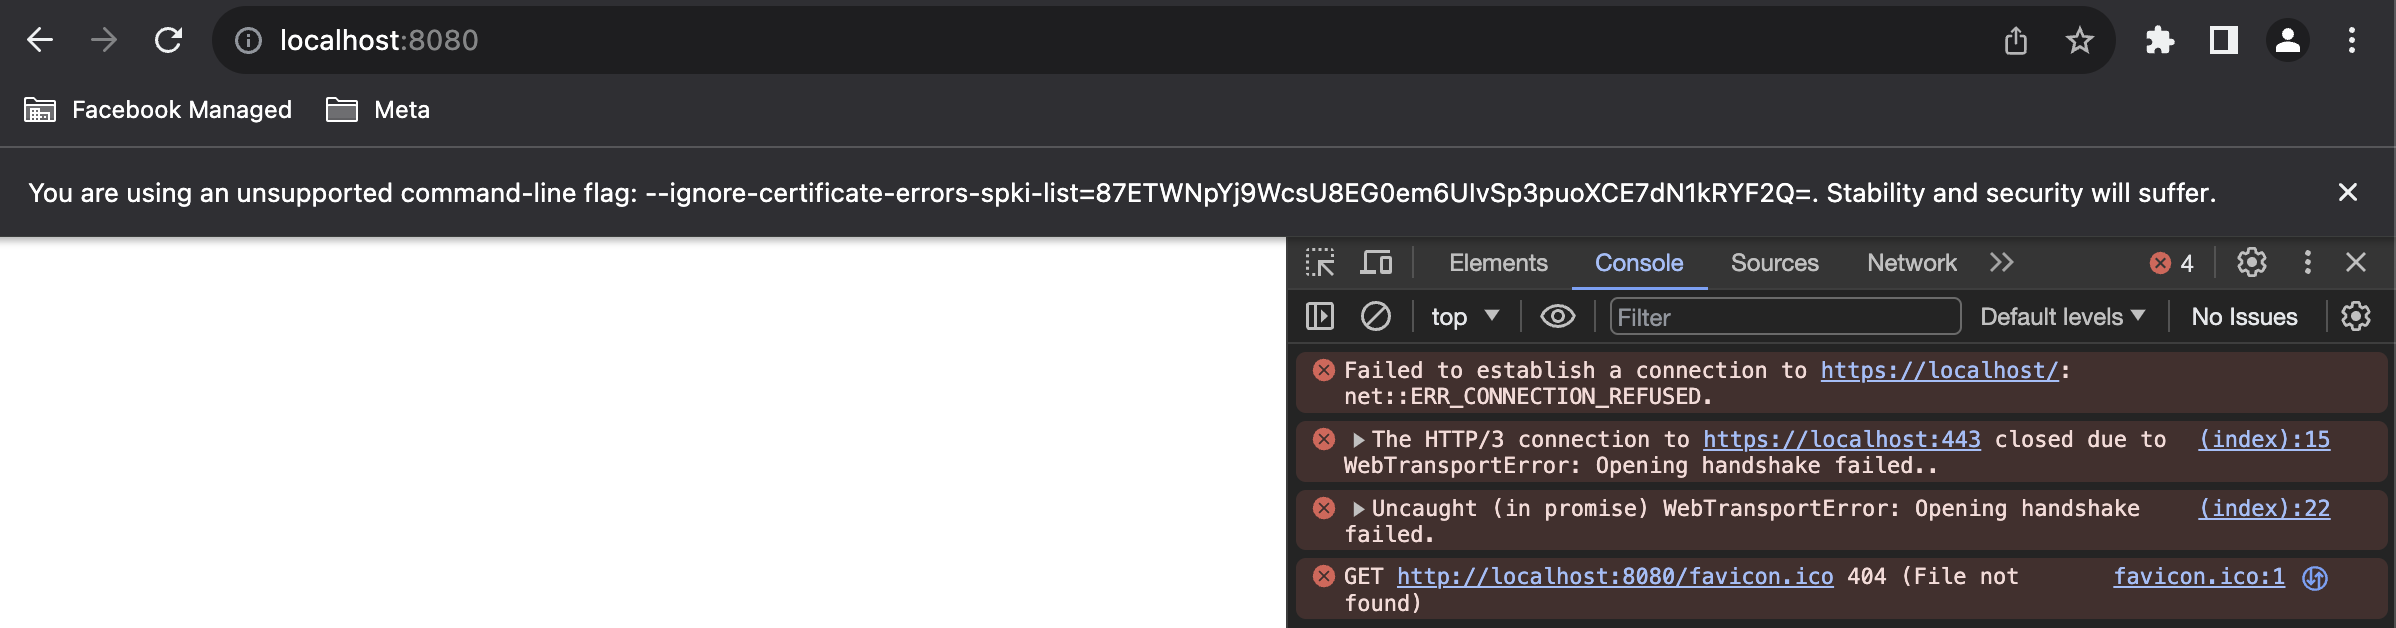 localhost:8080
Facebook Managed Meta
You are using an unsupported command-line flag: --ignore-certificate-errors-spki-list=87ETWNpYj9WcsU8EG0em6UIvSp3puoXCE7dN1kRYF2Q=. Stability and security will suffer.
Elements Console Sources Network 4
top Filter Default levels No Issues
Failed to establish a connection to https://localhost/:
net::ERR_CONNECTION_REFUSED.
The HTTP/3 connection to https://localhost:443 closed due to (index):15
WebTransportError: Opening handshake failed..
Uncaught (in promise) WebTransportError: Opening handshake (index):22
failed.
GET http://localhost:8080/favicon.ico 404 (File not favicon.ico:1
found)